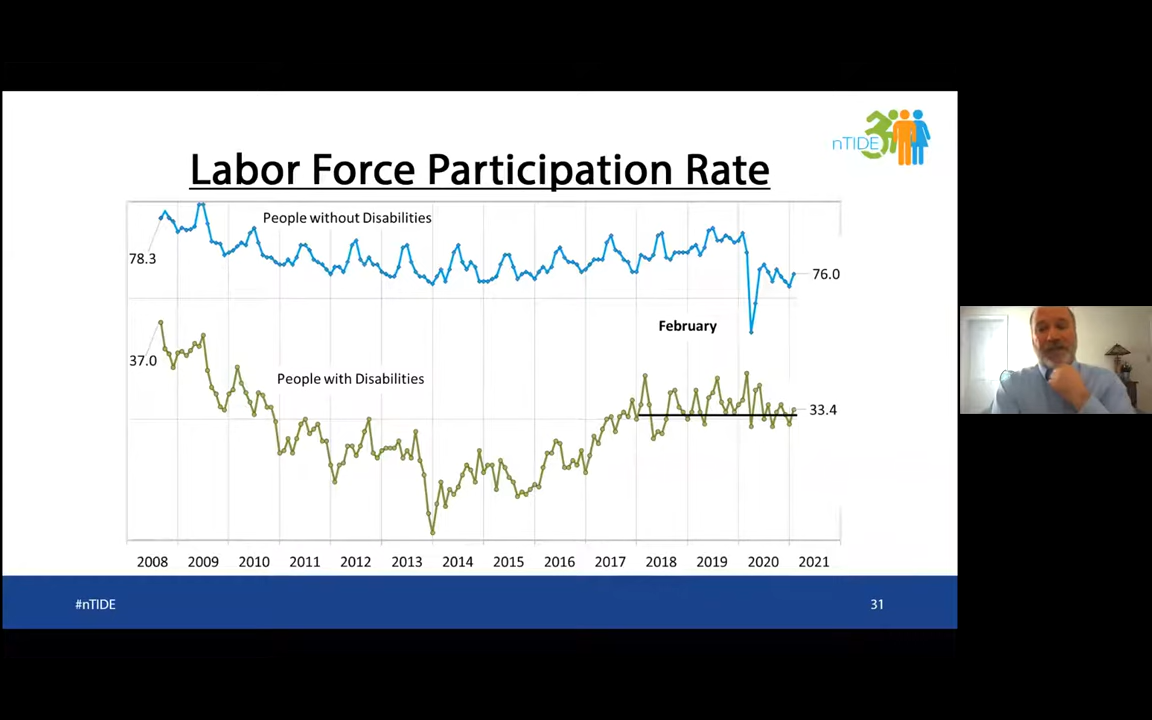 nTIDE
Labor Force Participation Rate
People without Disabilities
78.3
76.0
February
37.0
People with Disabilities
33.4
2008 2009 2010 2011 2012 2013 2014 2015 2016 2017 2018 2019 2020 2021
#nTIDE
31